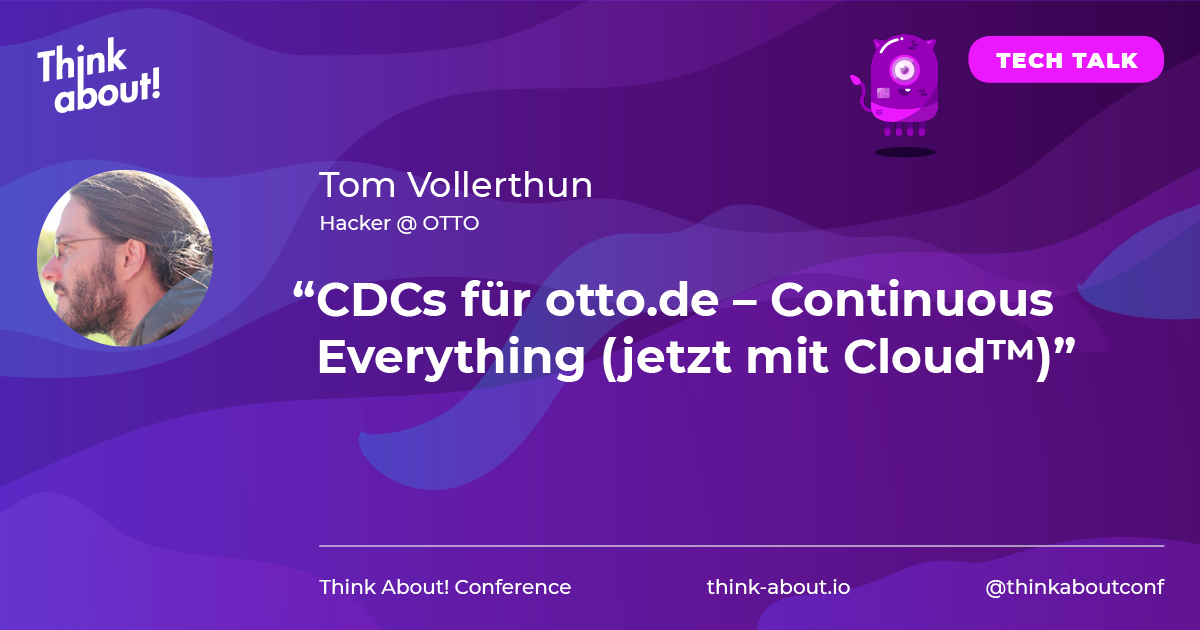 Think
about!
TECH TALK
Tom Vollerthun
Hacker @ OTTO
“CDCs für otto.de – Continuous
Everything (jetzt mit Cloud™)”
Think About! Conference
think-about.io
@thinkaboutconf